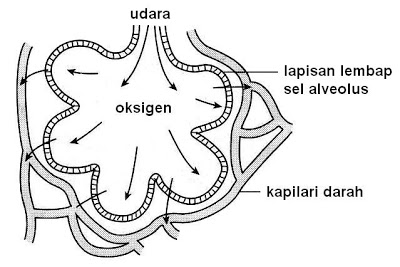 udara
lapisan lembap
sel alveolus
oksigen
kapilari darah